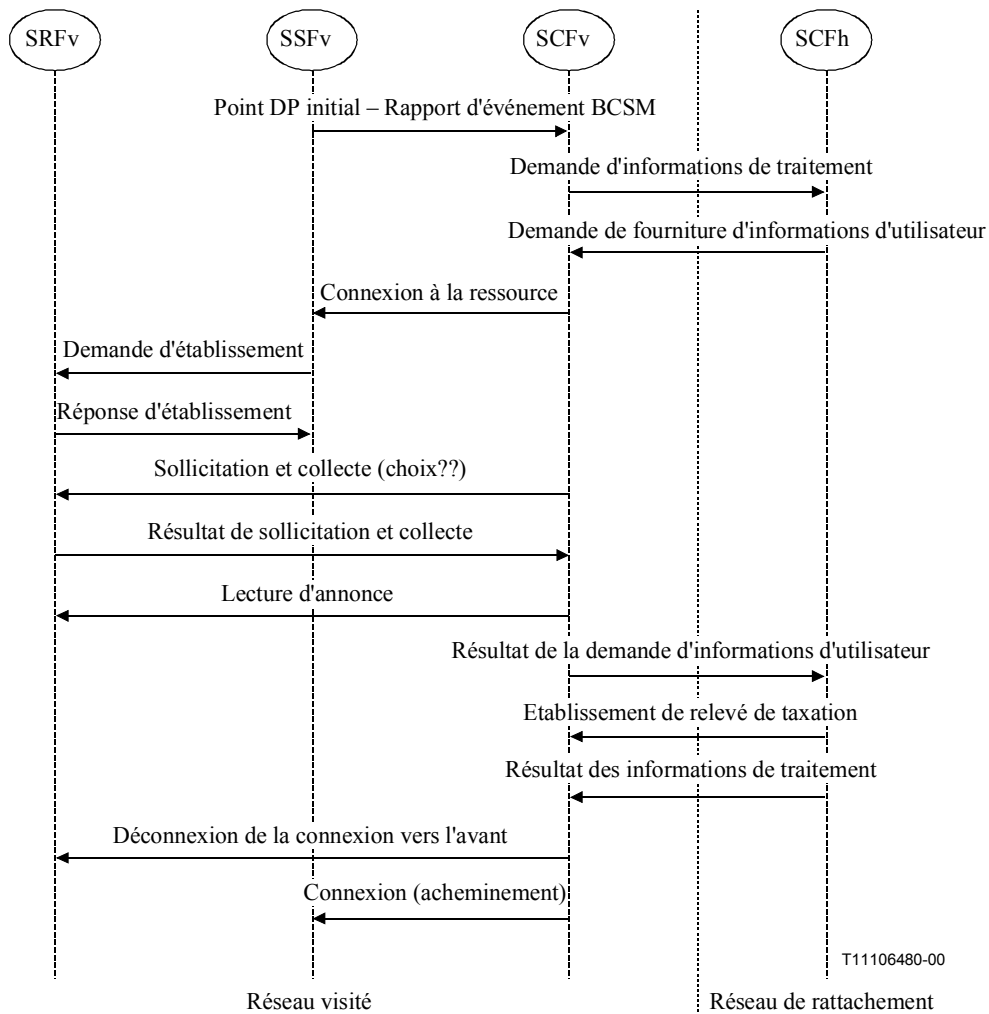 SRFv
SSFv
SCFv
SCFh
Point DP initial – Rapport d'événement BCSM
Demande d'informations de traitement
Demande de fourniture d'informations d'utilisateur
Connexion à la ressource
Demande d'établissement
Réponse d'établissement
Sollicitation et collecte (choix??)
Résultat de sollicitation et collecte
Lecture d'annonce
Résultat de la demande d'informations d'utilisateur
Etablissement de relevé de taxation
Résultat des informations de traitement
Déconnexion de la connexion vers l'avant
Connexion (acheminement)
T11106480-00
Réseau visité
Réseau de rattachement